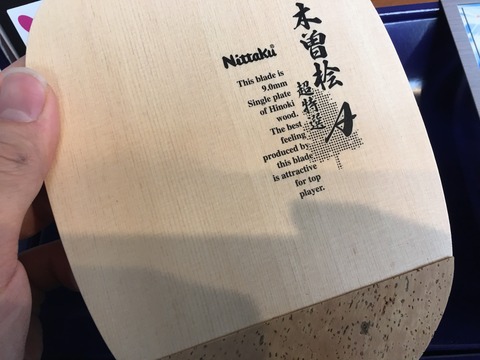 木曽桧
超特選
A
Nittaku®
This blade is
9.0mm
Single plate
of Hinoki
wood.
The best
feeling
produced by
this blade
is attractive
for top
player.